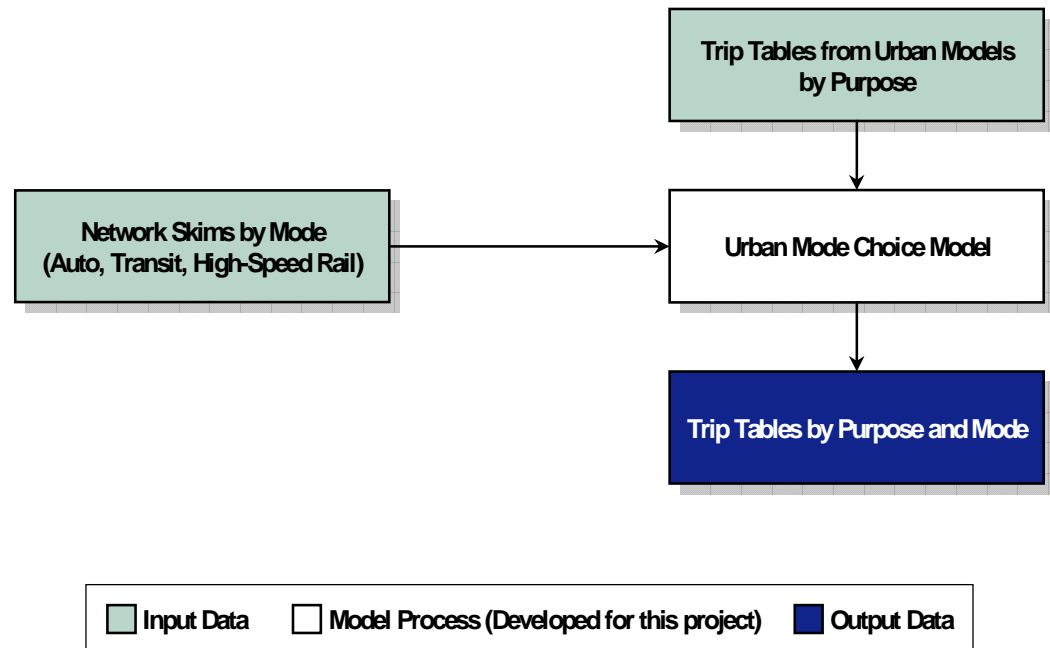 Trip Tables from Urban Models
by Purpose
Network Skims by Mode
(Auto, Transit, High-Speed Rail)
Urban Mode Choice Model
Trip Tables by Purpose and Mode
Input Data
Model Process (Developed for this project)
Output Data